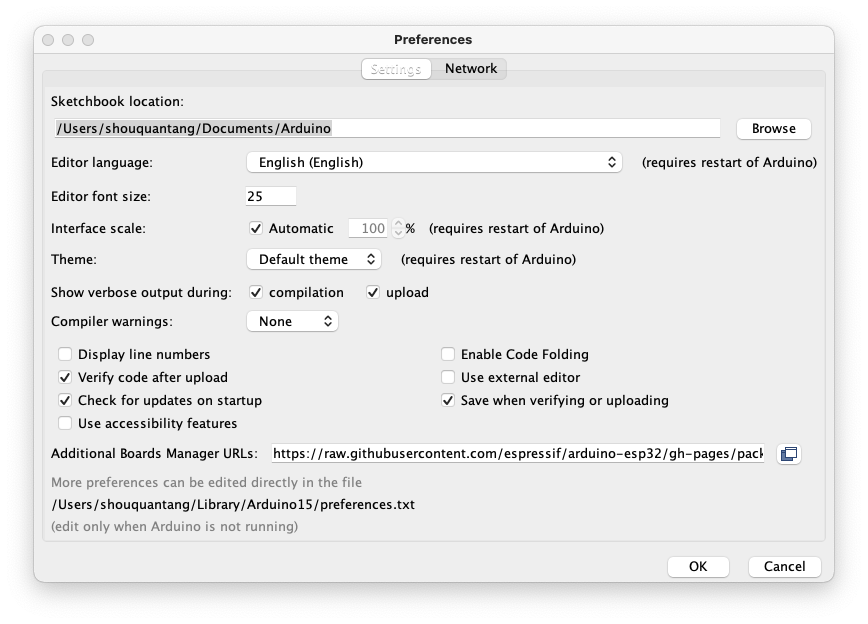 Preferences
Settings Network
Sketchbook location:
/Users/shouquantang/Documents/Arduino Browse
Editor language: English (English) (requires restart of Arduino)
Editor font size: 25
Interface scale: Automatic 100 % (requires restart of Arduino)
Theme: Default theme (requires restart of Arduino)
Show verbose output during: compilation upload
Compiler warnings: None
Display line numbers Enable Code Folding
Verify code after upload Use external editor
Check for updates on startup Save when verifying or uploading
Use accessibility features
Additional Boards Manager URLs: https://raw.githubusercontent.com/espressif/arduino-esp32/gh-pages/pack
More preferences can be edited directly in the file
/Users/shouquantang/Library/Arduino15/preferences.txt
(edit only when Arduino is not running)
OK Cancel